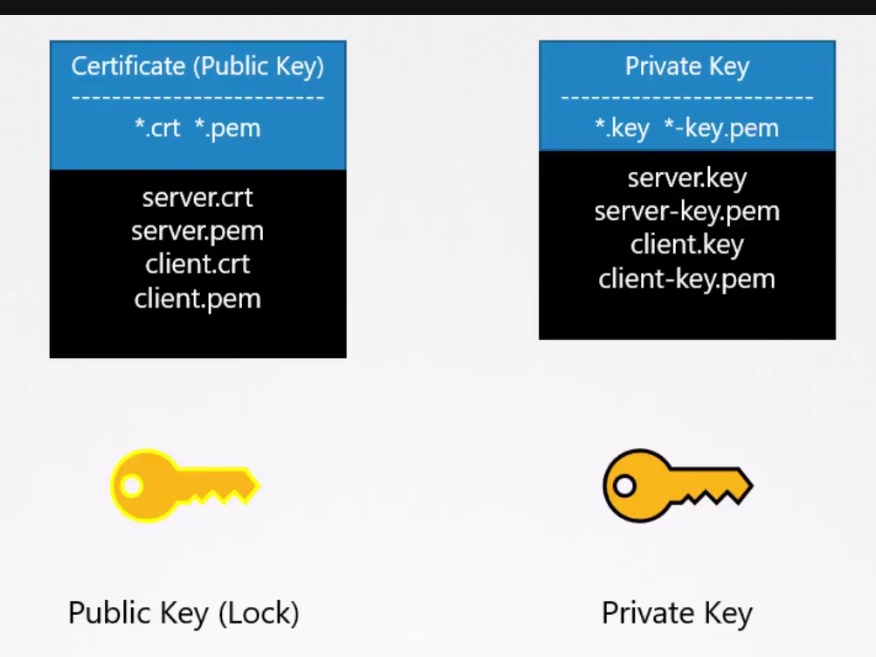 Certificate (Public Key)
-------------------------
*.crt *.pem
server.crt
server.pem
client.crt
client.pem
Private Key
-------------------------
*.key *-key.pem
server.key
server-key.pem
client.key
client-key.pem
Public Key (Lock)
Private Key